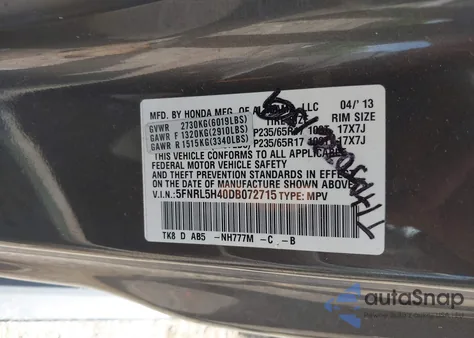 MFD. BY HONDA MFG. OF LLC 04/'13
GVWR 2730KG(6019LBS) TIRE RIM SIZE
GAWR F 1320KG(2910LBS) P235/65R17 17X7J
GAWR R 1515KG(3340LBS) P235/65R17 17X7J
THIS VEHICLE CONFORMS TO ALL APPLICABLE
FEDERAL MOTOR VEHICLE SAFETY
AND THEFT PREVENTION STANDARDS IN EFFECT
ON THE DATE OF MANUFACTURE SHOWN ABOVE.
V.I.N.: 5FNRL5H40DB072715 TYPE: MPV
TK8 D AB5 -NH777M -C -B
autoSnap